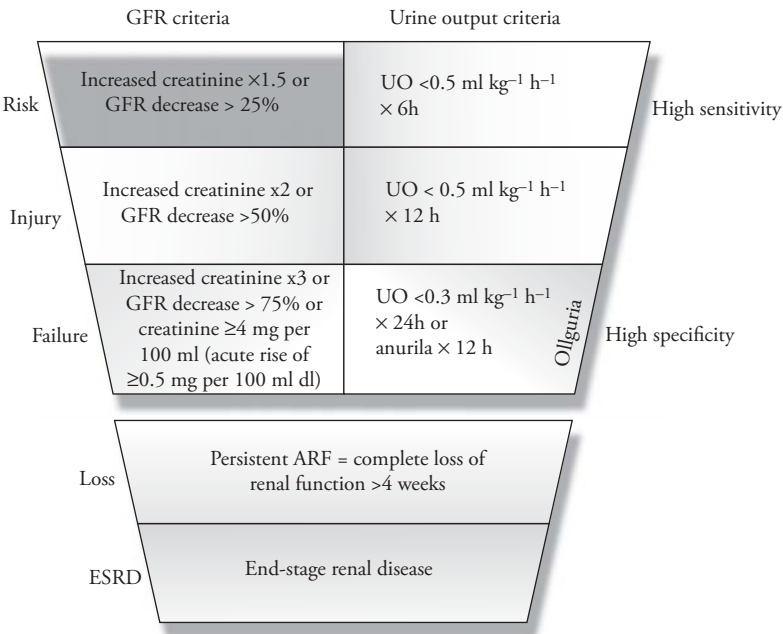 GFR criteria
Urine output criteria
Risk
Increased creatinine ×1.5 or
GFR decrease > 25%
UO <0.5 ml kg⁻¹ h⁻¹
× 6h
High sensitivity
Injury
Increased creatinine x2 or
GFR decrease >50%
UO < 0.5 ml kg⁻¹ h⁻¹
× 12 h
Failure
Increased creatinine x3 or
GFR decrease > 75% or
creatinine ≥4 mg per
100 ml (acute rise of
≥0.5 mg per 100 ml dl)
UO <0.3 ml kg⁻¹ h⁻¹
× 24h or
anurila × 12 h
Ollguria
High specificity
Loss
Persistent ARF = complete loss of
renal function >4 weeks
ESRD
End-stage renal disease